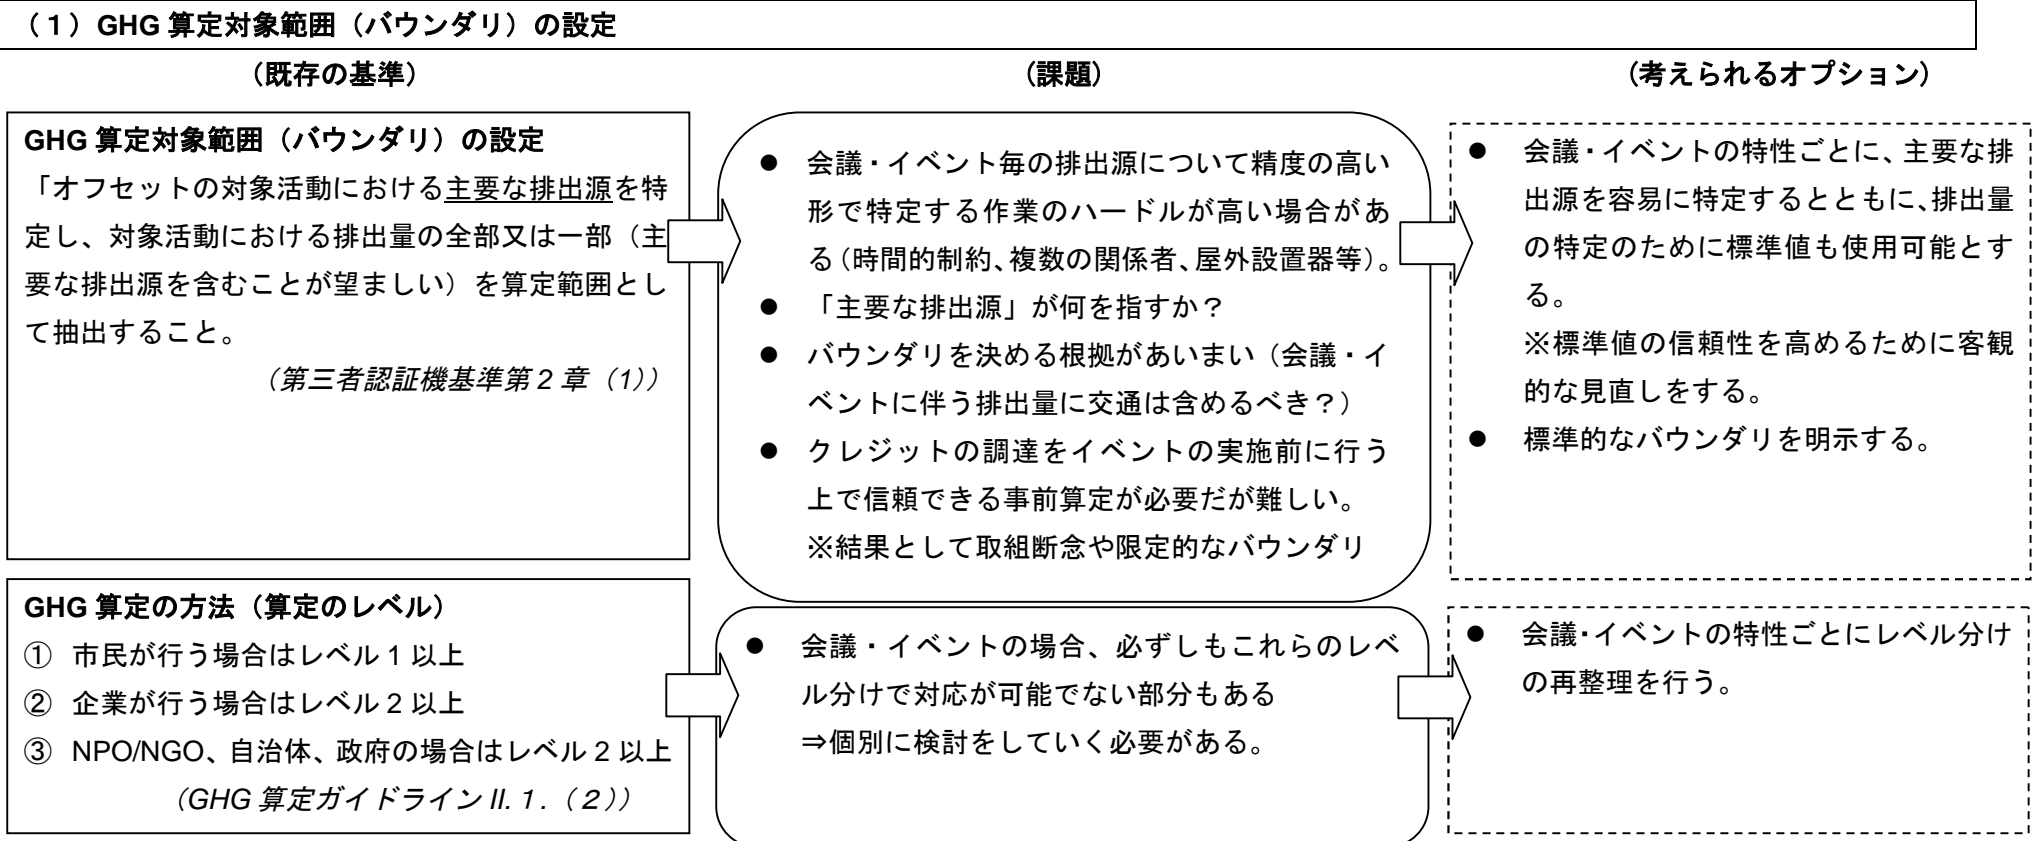 （１）GHG 算定対象範囲（バウンダリ）の設定
（既存の基準）
（課題）
（考えられるオプション）
GHG 算定対象範囲（バウンダリ）の設定
「オフセットの対象活動における主要な排出源を特
定し、対象活動における排出量の全部又は一部（主
要な排出源を含むことが望ましい）を算定範囲とし
て抽出すること。
（第三者認証機基準第 2 章（1））
● 会議・イベント毎の排出源について精度の高い
形で特定する作業のハードルが高い場合があ
る（時間的制約、複数の関係者、屋外設置器等）。
● 「主要な排出源」が何を指すか？
● バウンダリを決める根拠があいまい（会議・イ
ベントに伴う排出量に交通は含めるべき？）
● クレジットの調達をイベントの実施前に行う
上で信頼できる事前算定が必要だが難しい。
※結果として取組断念や限定的なバウンダリ
● 会議・イベントの特性ごとに、主要な排
出源を容易に特定するとともに、排出量
の特定のために標準値も使用可能とす
る。
※標準値の信頼性を高めるために客観
的な見直しをする。
● 標準的なバウンダリを明示する。
GHG 算定の方法（算定のレベル）
① 市民が行う場合はレベル 1 以上
② 企業が行う場合はレベル 2 以上
③ NPO/NGO、自治体、政府の場合はレベル 2 以上
（GHG 算定ガイドライン II. 1.（２））
● 会議・イベントの場合、必ずしもこれらのレベ
ル分けで対応が可能でない部分もある
⇒個別に検討をしていく必要がある。
● 会議・イベントの特性ごとにレベル分け
の再整理を行う。